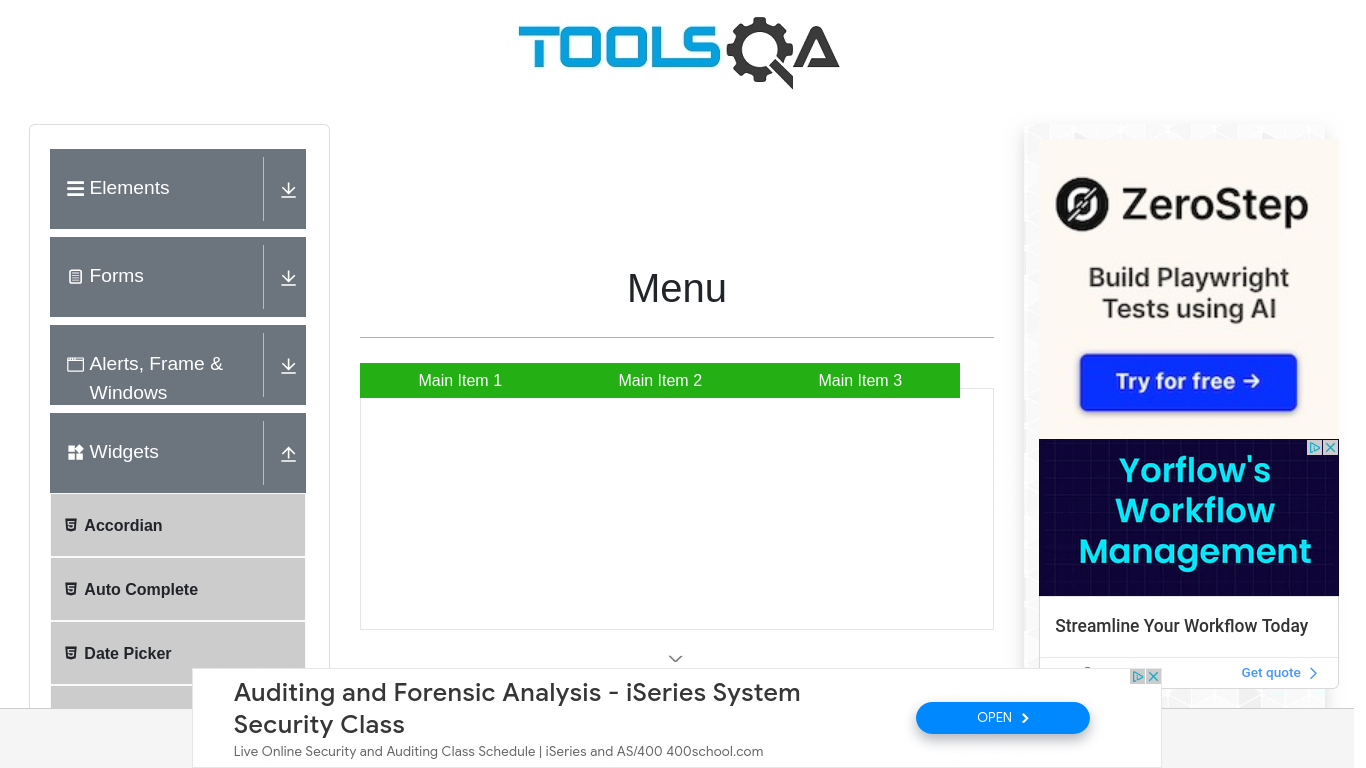 TOOLSQA
Elements
Forms
Alerts, Frame &
Windows
Widgets
Accordian
Auto Complete
Date Picker
Menu
Main Item 1
Main Item 2
Main Item 3
ZeroStep
Build Playwright
Tests using AI
Try for free →
Yorflow's
Workflow
Management
Streamline Your Workflow Today
Get quote
Auditing and Forensic Analysis - iSeries System
Security Class
Live Online Security and Auditing Class Schedule | iSeries and AS/400 400school.com
OPEN